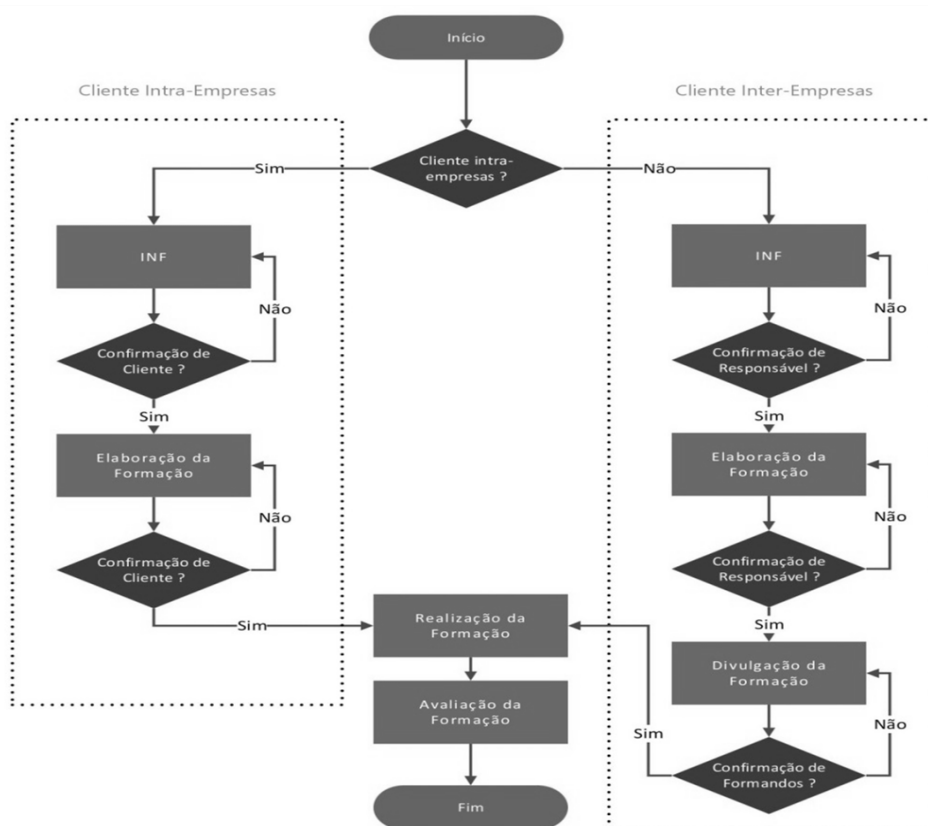 Início
Cliente Intra-Empresas
Cliente Inter-Empresas
Cliente intra-
empresas ?
Sim
Não
INF
INF
Não
Não
Confirmação de
Cliente ?
Confirmação de
Responsável ?
Sim
Sim
Elaboração da
Formação
Elaboração da
Formação
Não
Não
Confirmação de
Cliente ?
Confirmação de
Responsável ?
Sim
Sim
Realização da
Formação
Divulgação da
Formação
Avaliação da
Formação
Não
Sim
Confirmação de
Formandos ?
Fim